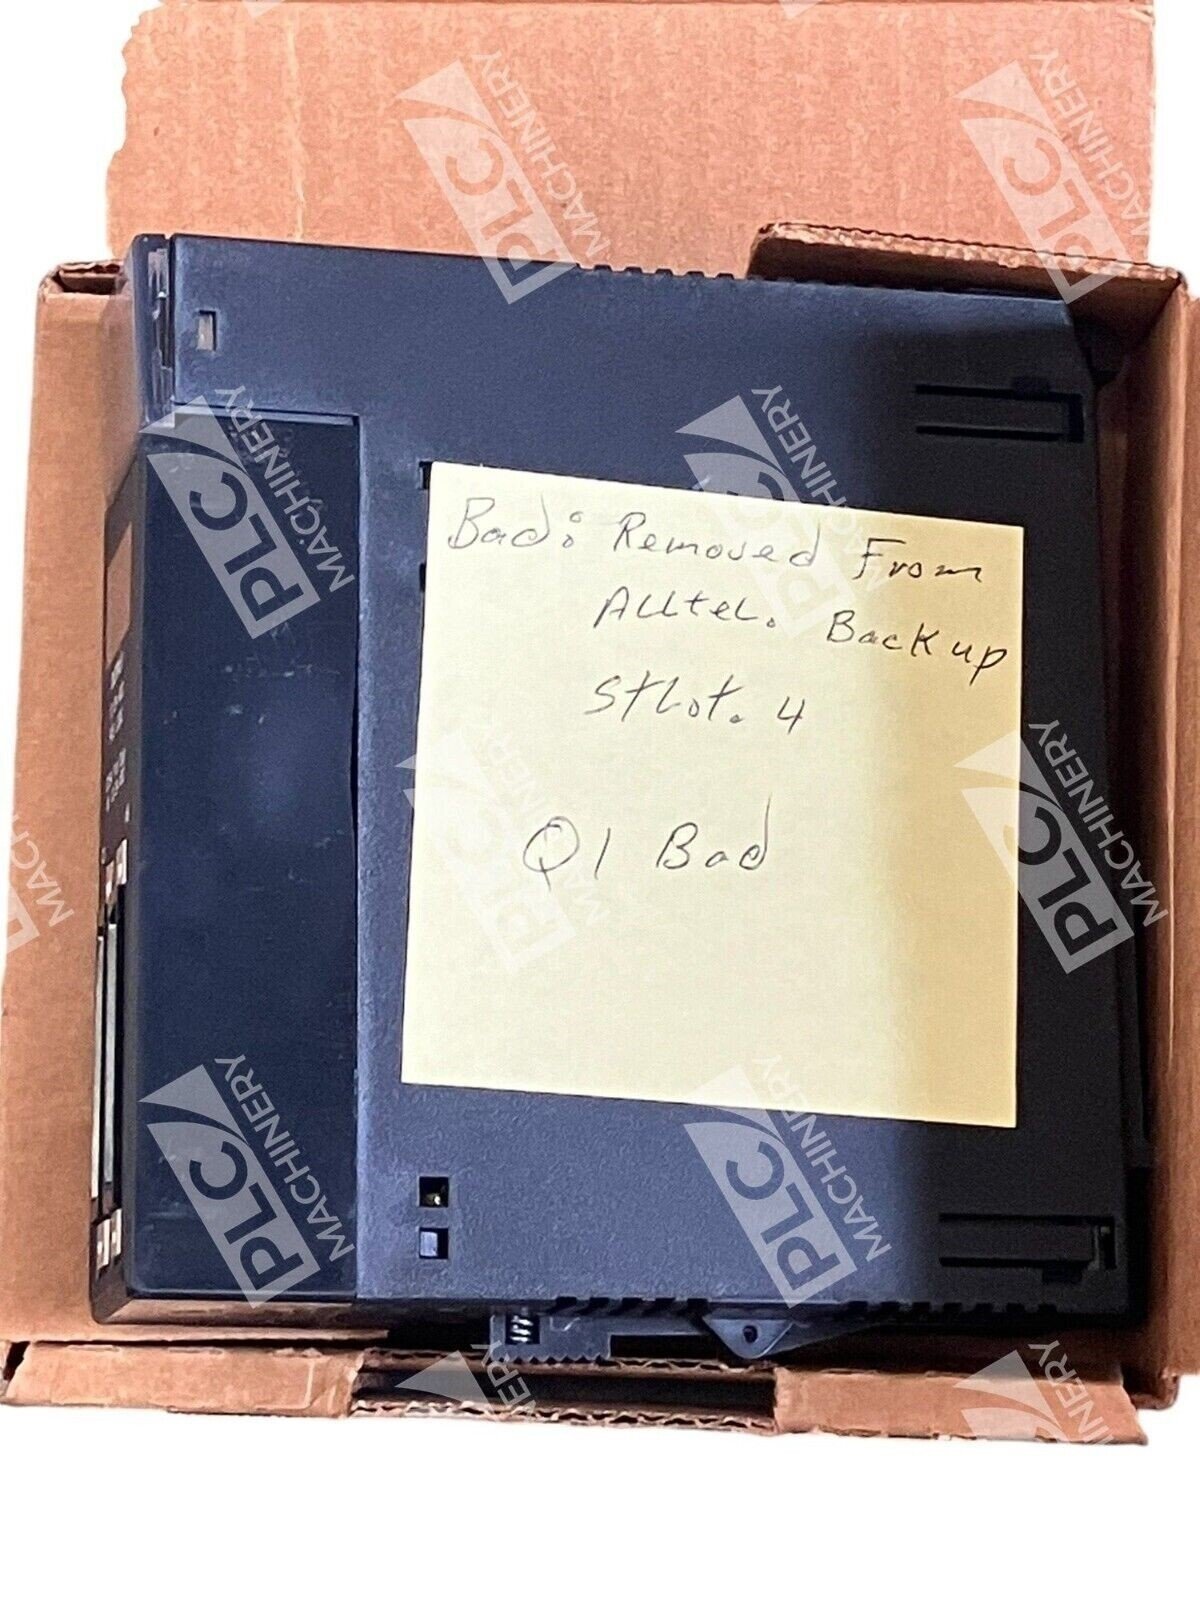 Bad: Removed From
Alltel. Backup
Stlot. 4
Q1 Bad
PLC MACHINERY